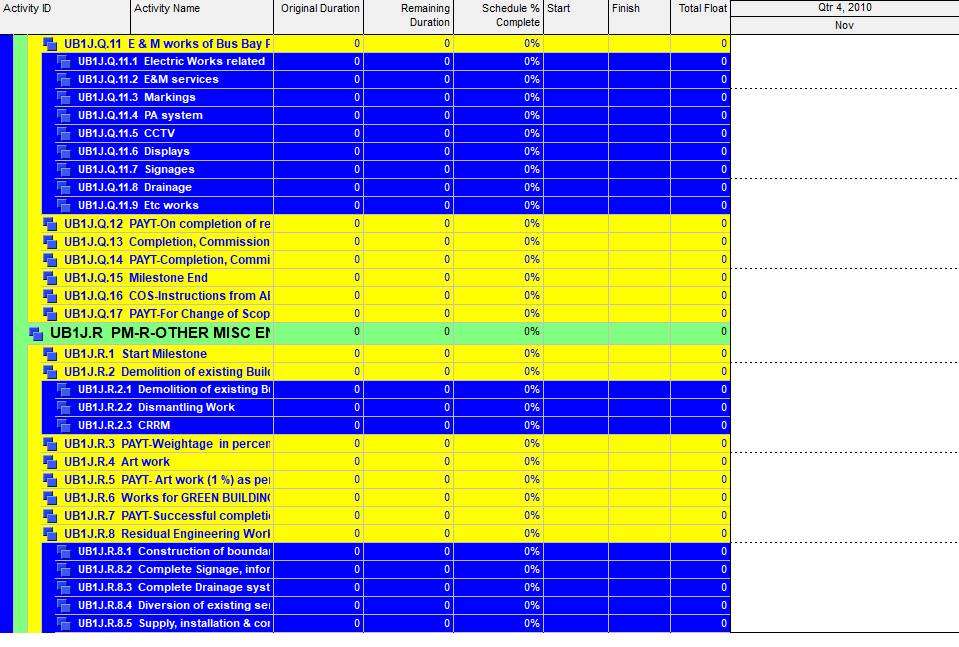 Activity ID Activity Name Original Duration Remaining Duration Schedule % Complete Start Finish Total Float Qtr 4, 2010
Nov
UB1J.Q.11 E & M works of Bus Bay 0 0 0% 0
UB1J.Q.11.1 Electric Works related 0 0 0% 0
UB1J.Q.11.2 E&M services 0 0 0% 0
UB1J.Q.11.3 Markings 0 0 0% 0
UB1J.Q.11.4 PA system 0 0 0% 0
UB1J.Q.11.5 CCTV 0 0 0% 0
UB1J.Q.11.6 Displays 0 0 0% 0
UB1J.Q.11.7 Signages 0 0 0% 0
UB1J.Q.11.8 Drainage 0 0 0% 0
UB1J.Q.11.9 Etc works 0 0 0% 0
UB1J.Q.12 PAYT-On completion of re 0 0 0% 0
UB1J.Q.13 Completion, Commission 0 0 0% 0
UB1J.Q.14 PAYT-Completion, Commi 0 0 0% 0
UB1J.Q.15 Milestone End 0 0 0% 0
UB1J.Q.16 COS-Instructions from 0 0 0% 0
UB1J.Q.17 PAYT-For Change of Scop 0 0 0% 0
UB1J.R PM-R-OTHER MISC 0 0 0% 0
UB1J.R.1 Start Milestone 0 0 0% 0
UB1J.R.2 Demolition of existing Build 0 0 0% 0
UB1J.R.2.1 Demolition of existing 0 0 0% 0
UB1J.R.2.2 Dismantling Work 0 0 0% 0
UB1J.R.2.3 CRRM 0 0 0% 0
UB1J.R.3 PAYT-Weightage in percen 0 0 0% 0
UB1J.R.4 Art work 0 0 0% 0
UB1J.R.5 PAYT- Art work (1 %) as per 0 0 0% 0
UB1J.R.6 Works for GREEN BUILDING 0 0 0% 0
UB1J.R.7 PAYT-Successful completi 0 0 0% 0
UB1J.R.8 Residual Engineering Work 0 0 0% 0
UB1J.R.8.1 Construction of boundar 0 0 0% 0
UB1J.R.8.2 Complete Signage, infor 0 0 0% 0
UB1J.R.8.3 Complete Drainage syst 0 0 0% 0
UB1J.R.8.4 Diversion of existing ser 0 0 0% 0
UB1J.R.8.5 Supply, installation & con 0 0 0% 0